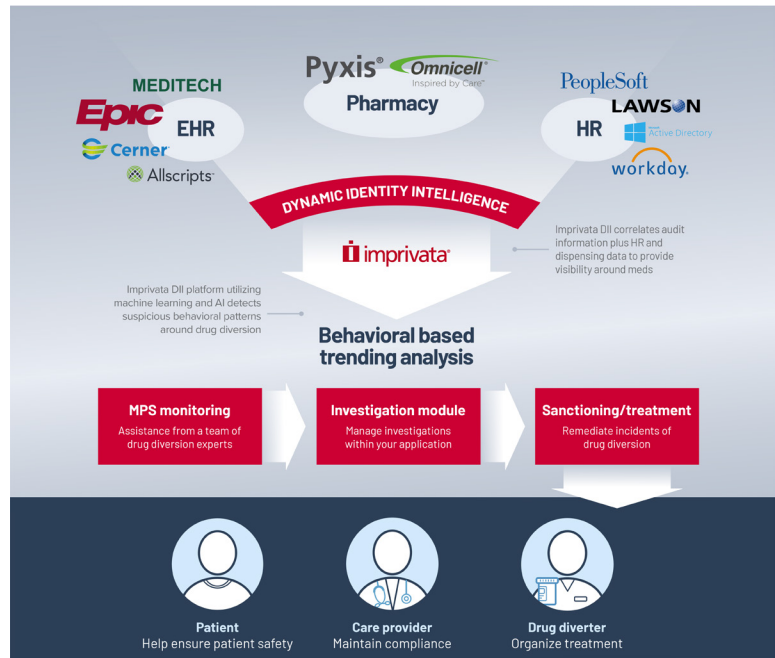 Pyxis®
Omnicell®
Inspired by Care™
Pharmacy
MEDITECH
Epic
EHR
Cerner
Allscripts
PeopleSoft
LAWSON
HR
Active Directory
workday®
DYNAMIC IDENTITY INTELLIGENCE
imprivata®
Imprivata DII correlates audit
information plus HR and
dispensing data to provide
visibility around meds
Imprivata DII platform utilizing
machine learning and AI detects
suspicious behavioral patterns
around drug diversion
Behavioral based
trending analysis
MPS monitoring
Assistance from a team of
drug diversion experts
Investigation module
Manage investigations
within your application
Sanctioning/treatment
Remediate incidents of
drug diversion
Patient
Help ensure patient safety
Care provider
Maintain compliance
Drug diverter
Organize treatment